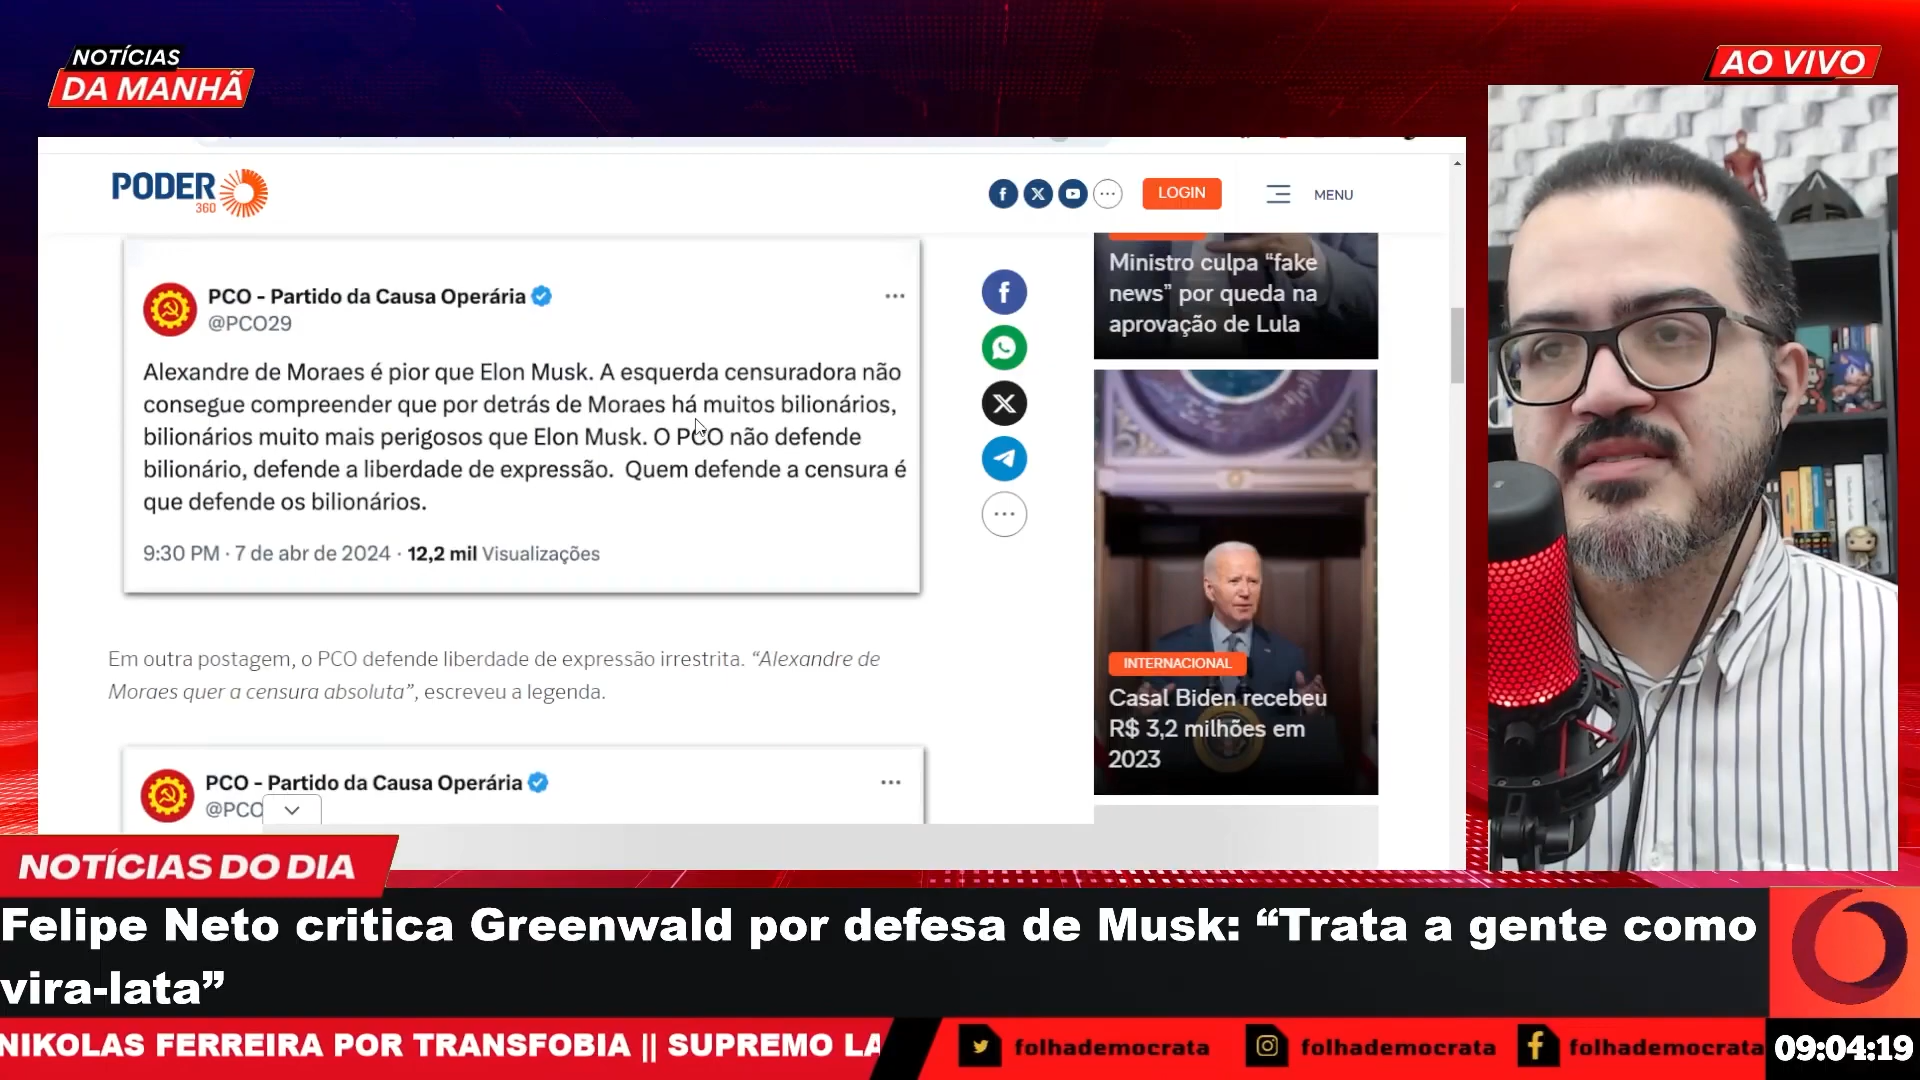 NOTÍCIAS
DA MANHÃ
AO VIVO
PODER
360
LOGIN
MENU
PCO - Partido da Causa Operária
@PCO29
Alexandre de Moraes é pior que Elon Musk. A esquerda censuradora não
consegue compreender que por detrás de Moraes há muitos bilionários,
bilionários muito mais perigosos que Elon Musk. O PCO não defende
bilionário, defende a liberdade de expressão. Quem defende a censura é
que defende os bilionários.
9:30 PM · 7 de abr de 2024 · 12,2 mil Visualizações
Em outra postagem, o PCO defende liberdade de expressão irrestrita. “Alexandre de
Moraes quer a censura absoluta”, escreveu a legenda.
PCO - Partido da Causa Operária
@PCO
Ministro culpa “fake
news” por queda na
aprovação de Lula
INTERNACIONAL
Casal Biden recebeu
R$ 3,2 milhões em
2023
NOTÍCIAS DO DIA
Felipe Neto critica Greenwald por defesa de Musk: “Trata a gente como
vira-lata”
NIKOLAS FERREIRA POR TRANSFOBIA || SUPREMO LA
folhademocrata
folhademocrata
folhademocrata
09:04:19